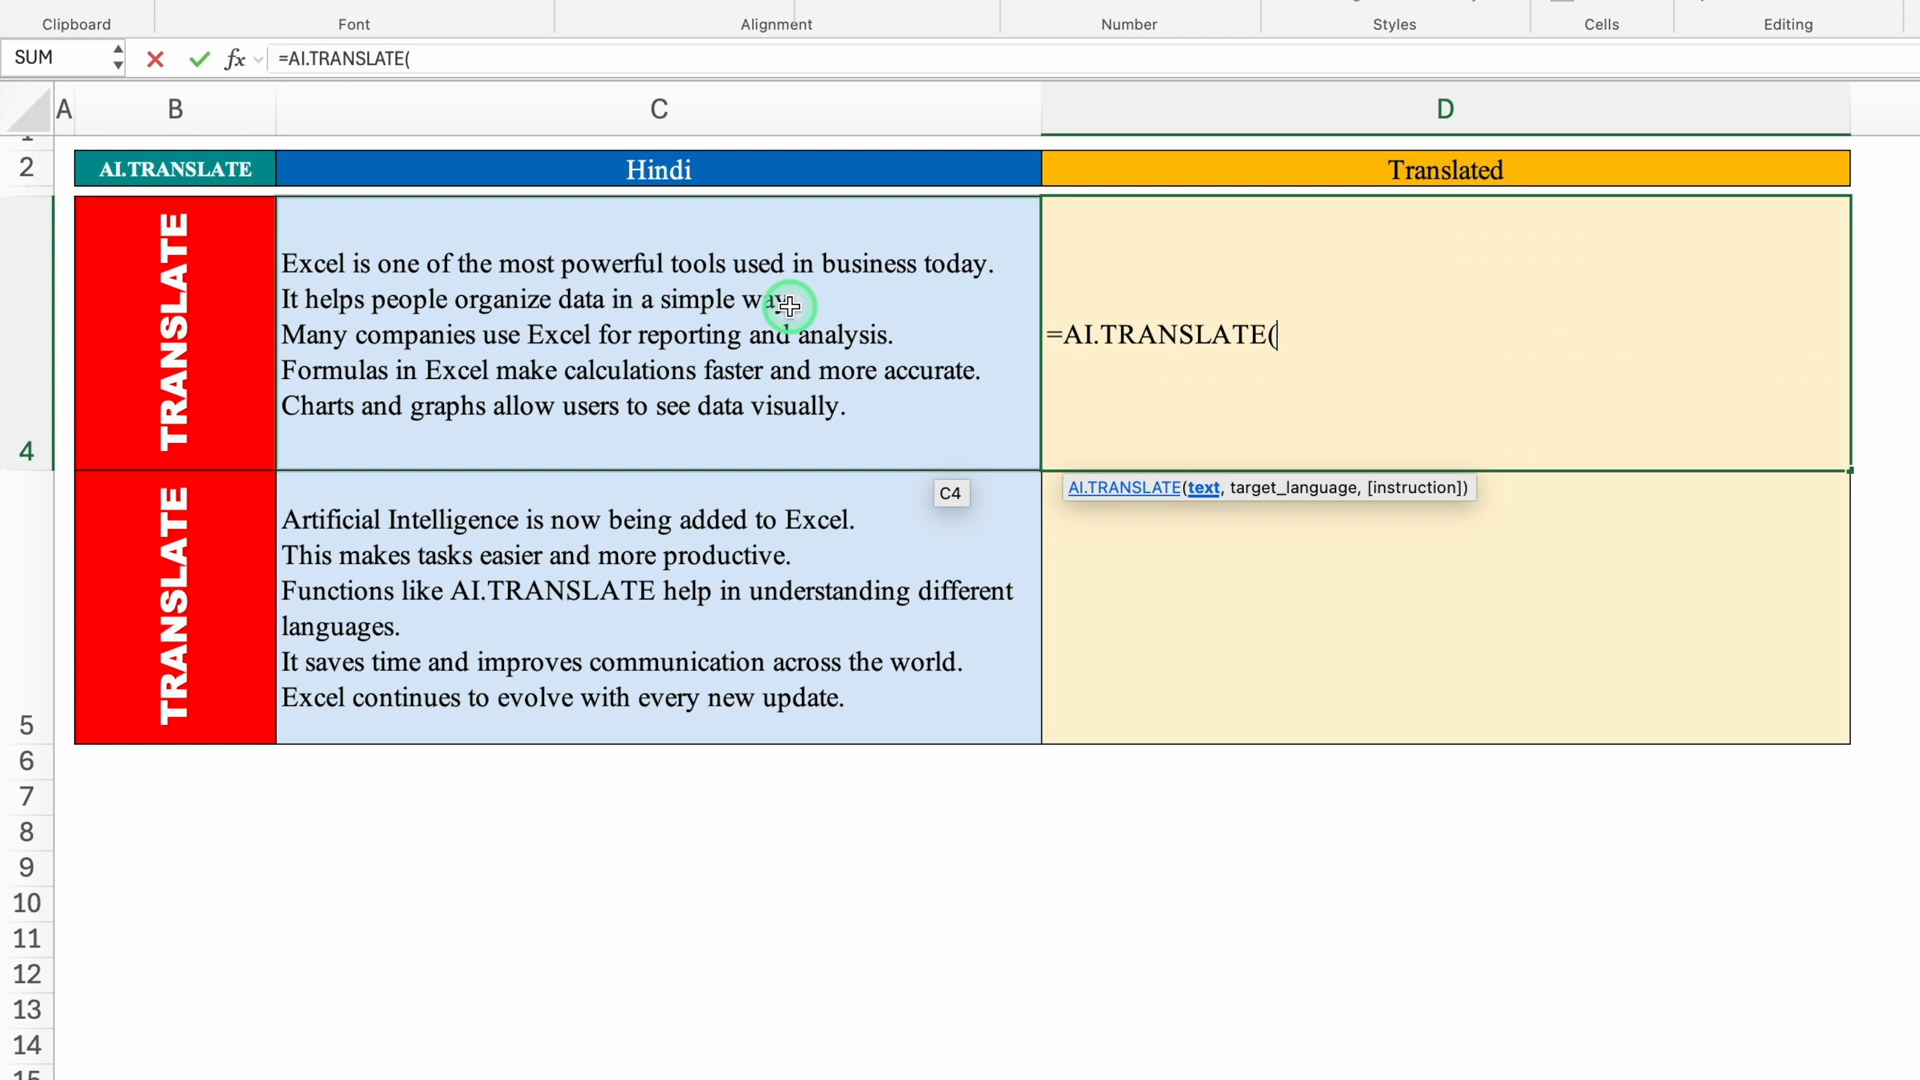 Clipboard Font Alignment Number Styles Cells Editing
SUM fx =AI.TRANSLATE(
A B C D
2 AI.TRANSLATE Hindi Translated
TRANSLATE
Excel is one of the most powerful tools used in business today.
It helps people organize data in a simple way.
Many companies use Excel for reporting and analysis.
Formulas in Excel make calculations faster and more accurate.
Charts and graphs allow users to see data visually.
=AI.TRANSLATE(
4
C4
AI.TRANSLATE(text, target_language, [instruction])
TRANSLATE
Artificial Intelligence is now being added to Excel.
This makes tasks easier and more productive.
Functions like AI.TRANSLATE help in understanding different
languages.
It saves time and improves communication across the world.
Excel continues to evolve with every new update.
5
6
7
8
9
10
11
12
13
14
15